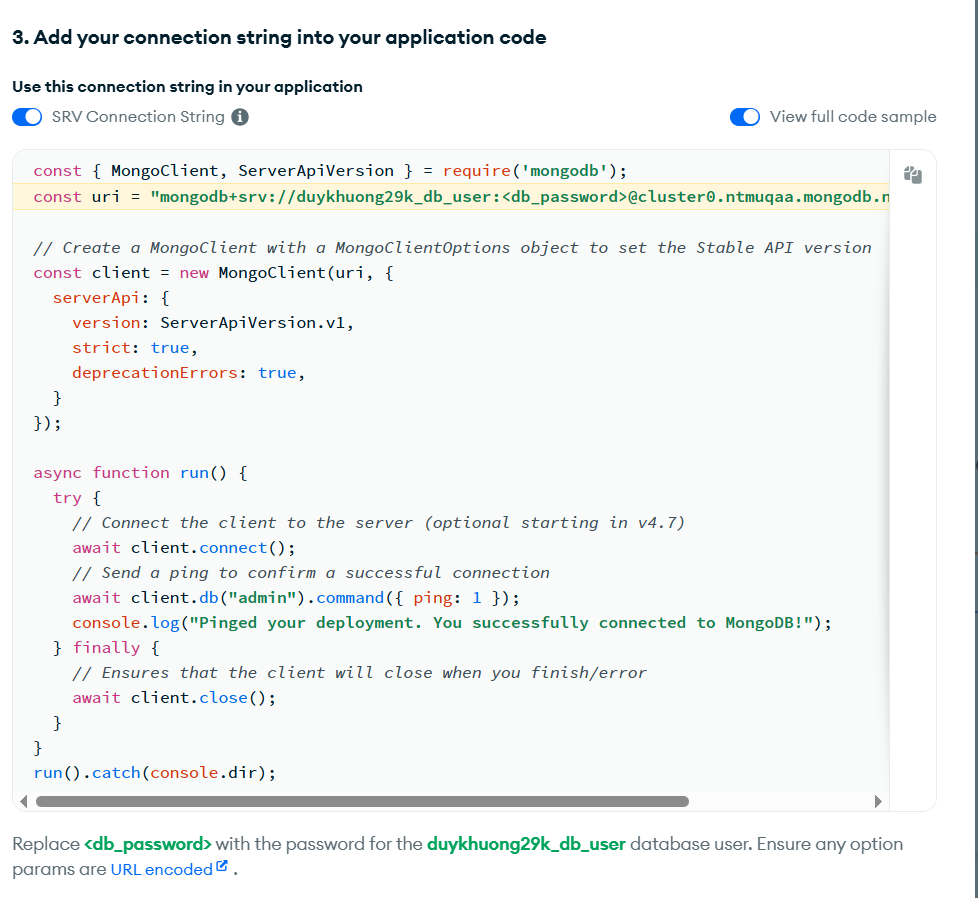 3. Add your connection string into your application code
Use this connection string in your application
SRV Connection String
View full code sample
const { MongoClient, ServerApiVersion } = require('mongodb');
const uri = "mongodb+srv://duykhuong29k_db_user:<db_password>@cluster0.ntmuqaa.mongodb.n
// Create a MongoClient with a MongoClientOptions object to set the Stable API version
const client = new MongoClient(uri, {
  serverApi: {
    version: ServerApiVersion.v1,
    strict: true,
    deprecationErrors: true,
  }
});
async function run() {
  try {
    // Connect the client to the server (optional starting in v4.7)
    await client.connect();
    // Send a ping to confirm a successful connection
    await client.db("admin").command({ ping: 1 });
    console.log("Pinged your deployment. You successfully connected to MongoDB!");
  } finally {
    // Ensures that the client will close when you finish/error
    await client.close();
  }
}
run().catch(console.dir);
Replace <db_password> with the password for the duykhuong29k_db_user database user. Ensure any option
params are URL encoded .